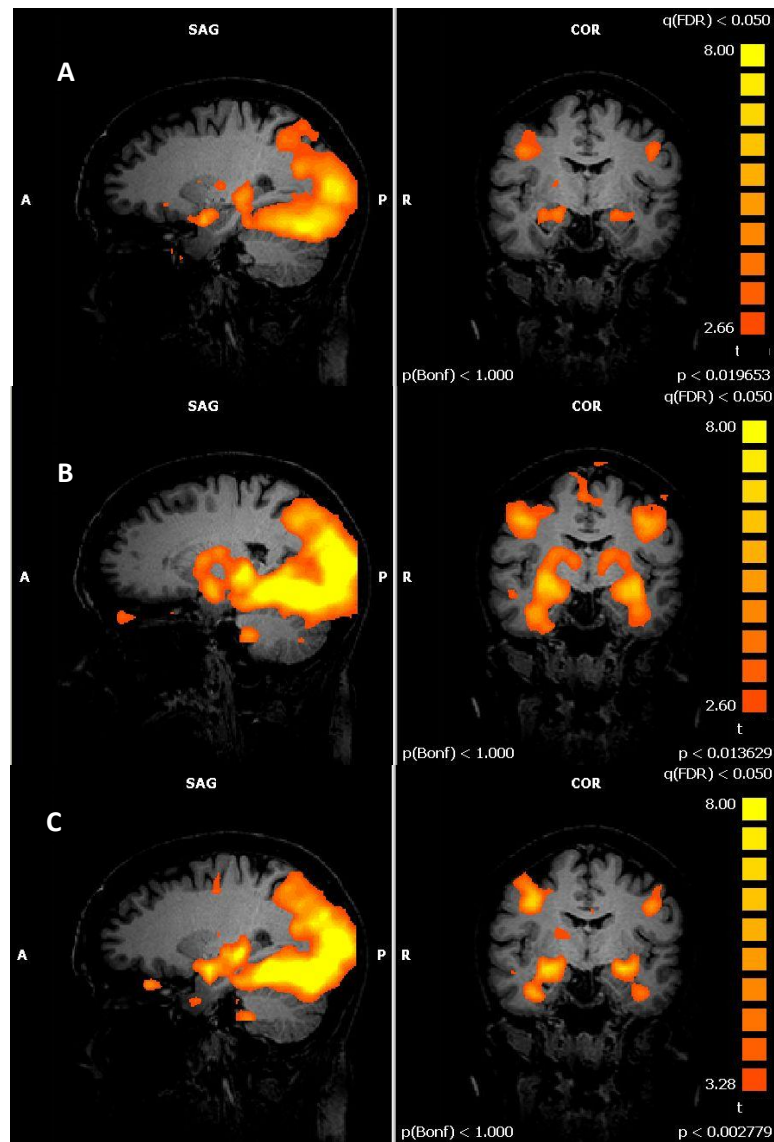 SAG
COR
q(FDR) < 0.050
A
8.00
A
P
R
2.66
t
p(Bonf) < 1.000
p < 0.019653
SAG
COR
q(FDR) < 0.050
B
8.00
A
P
R
2.60
t
p(Bonf) < 1.000
p < 0.013629
SAG
COR
q(FDR) < 0.050
C
8.00
A
P
R
3.28
t
p(Bonf) < 1.000
p < 0.002779